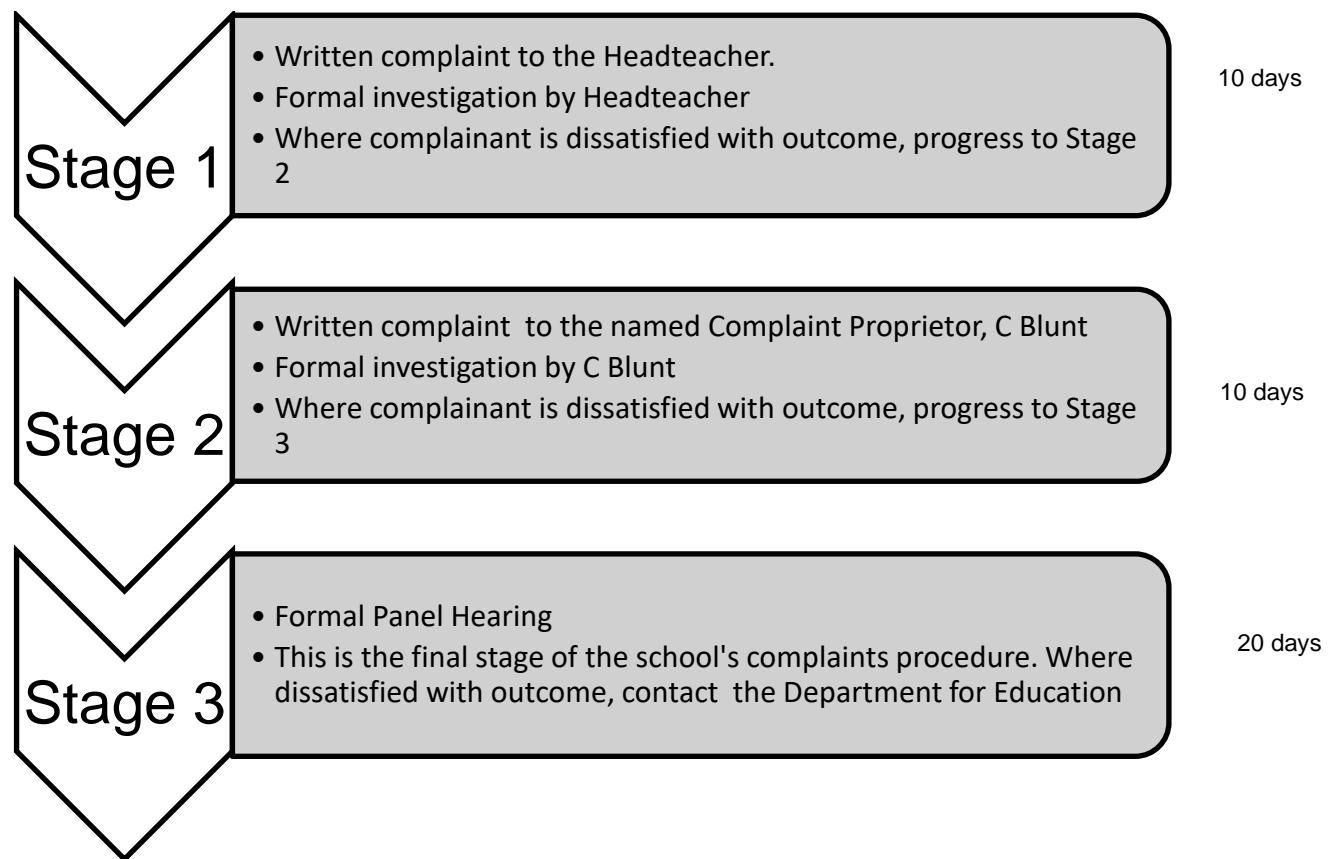 Stage 1
• Written complaint to the Headteacher.
• Formal investigation by Headteacher
• Where complainant is dissatisfied with outcome, progress to Stage
2
10 days
Stage 2
• Written complaint  to the named Complaint Proprietor, C Blunt
• Formal investigation by C Blunt
• Where complainant is dissatisfied with outcome, progress to Stage
3
10 days
Stage 3
• Formal Panel Hearing
• This is the final stage of the school's complaints procedure. Where
dissatisfied with outcome, contact  the Department for Education
20 days